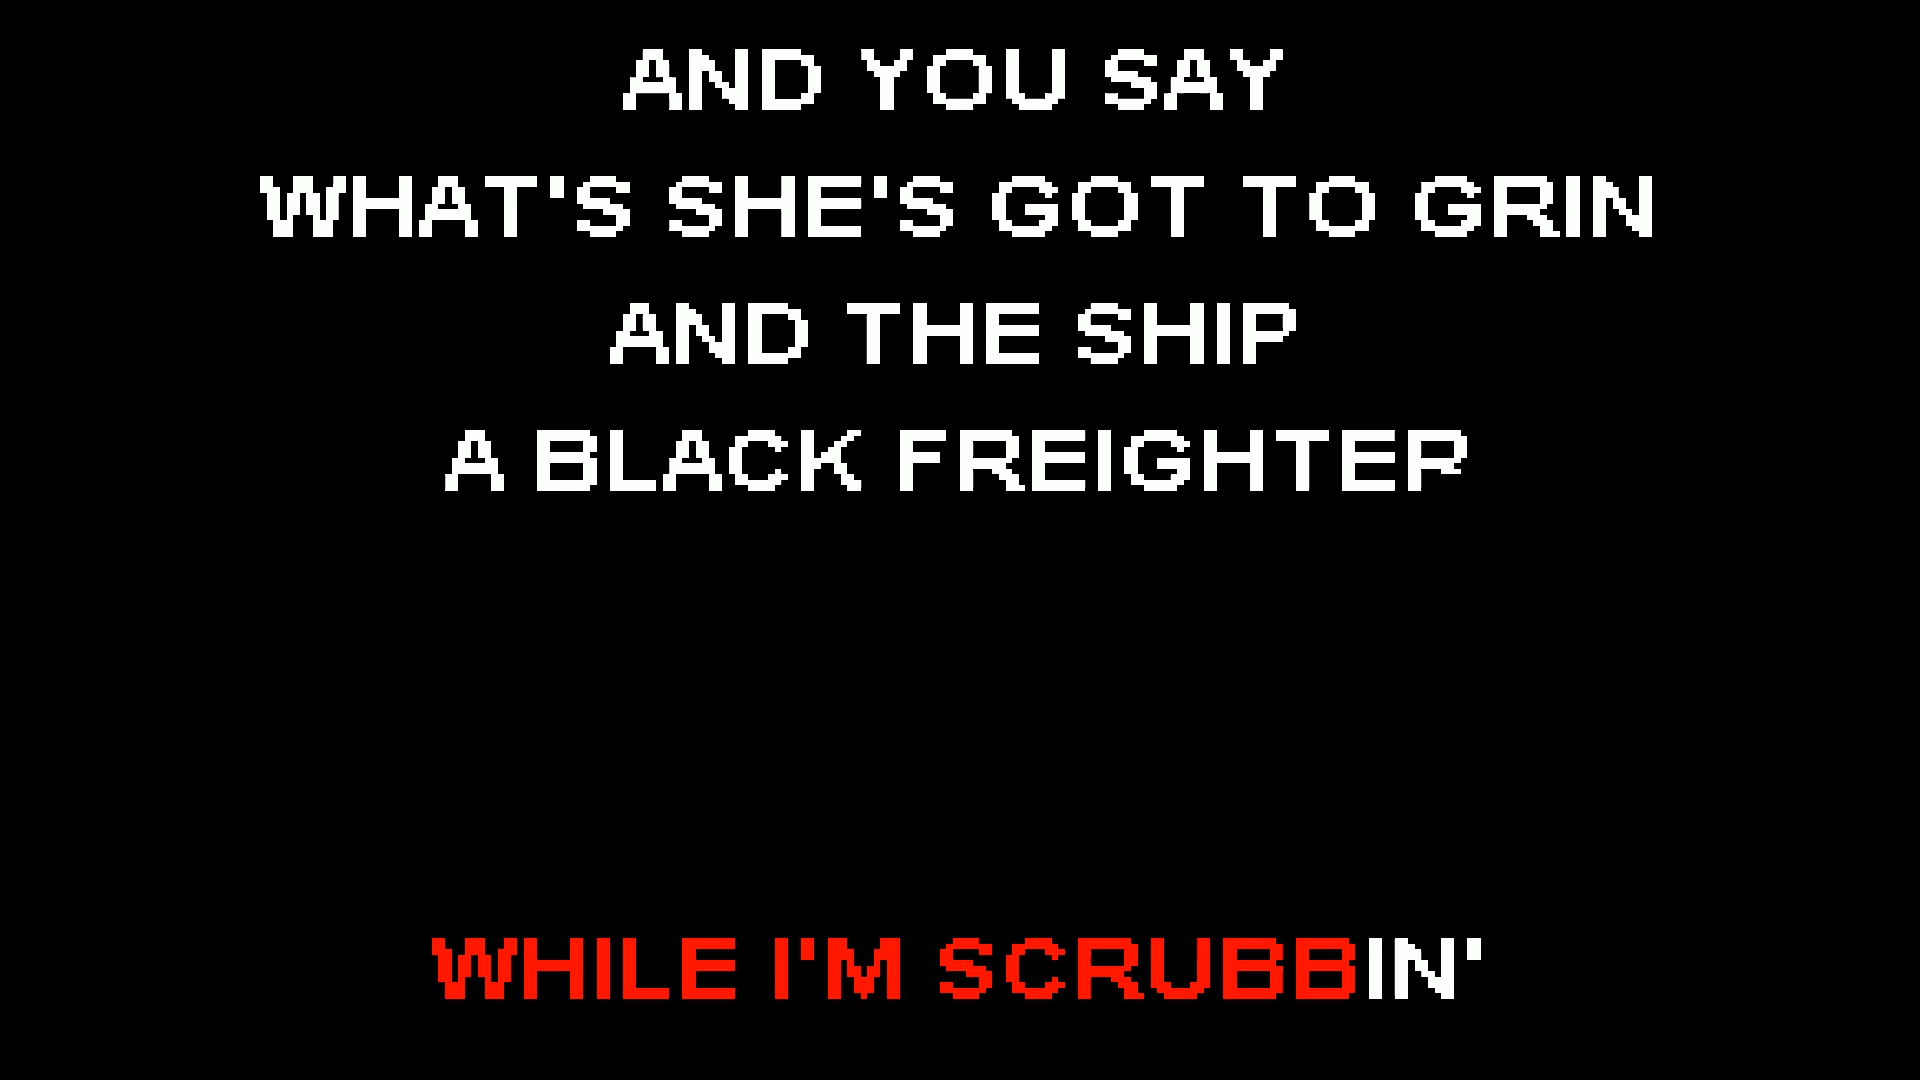 AND YOU SAY
WHAT'S SHE'S GOT TO GRIN
AND THE SHIP
A BLACK FREIGHTER
WHILE I'M SCRUBBIN'